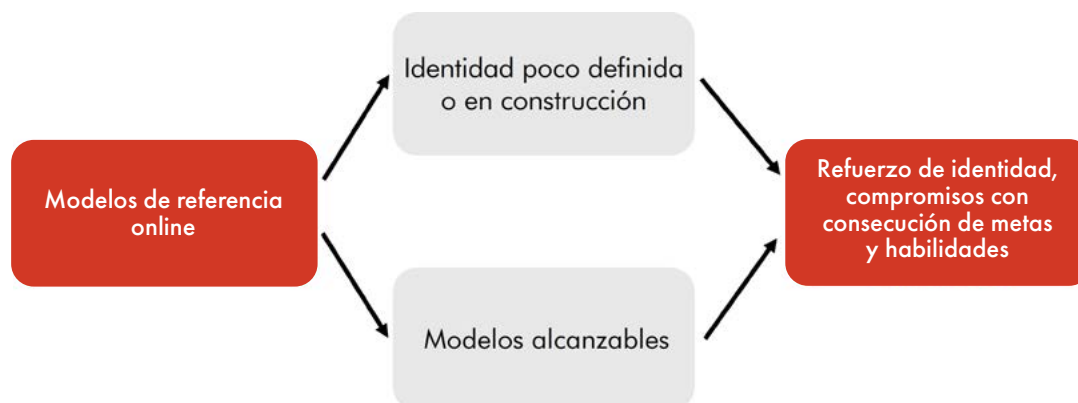 Identidad poco definida
o en construcción
Modelos de referencia
online
Refuerzo de identidad,
compromisos con
consecución de metas
y habilidades
Modelos alcanzables